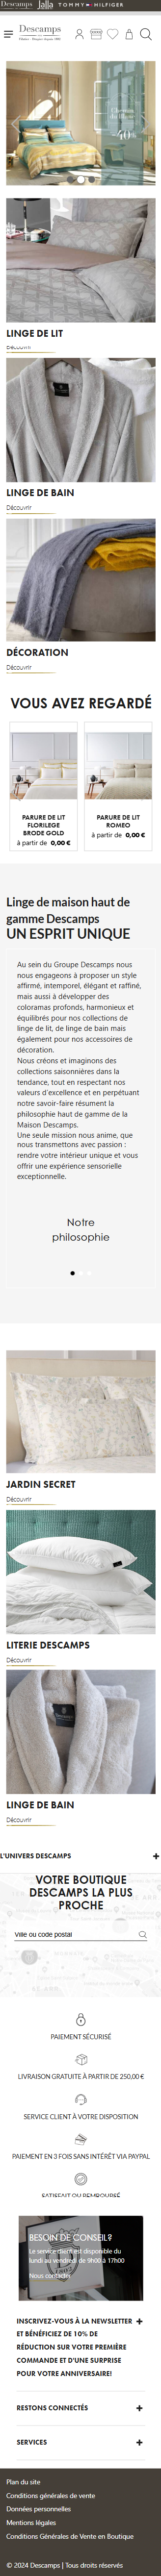 Descamps Jalla TOMMY HILFIGER
Descamps
-40%
LINGE DE LIT
Découvrir
LINGE DE BAIN
Découvrir
DÉCORATION
Découvrir
VOUS AVEZ REGARDÉ
PARURE DE LIT
FLORILEGE
BRODE GOLD
à partir de 0,00 €
PARURE DE LIT
ROMEO
à partir de 0,00 €
Linge de maison haut de
gamme Descamps
UN ESPRIT UNIQUE
Au sein du Groupe Descamps nous
nous engageons à proposer un style
affirmé, intemporel, élégant et raffiné,
mais aussi à développer des
coloramas profonds, harmonieux et
équilibrés pour nos collections de
linge de lit, de linge de bain mais
également pour nos accessoires de
décoration.
Nous créons et imaginons des
collections saisonnières dans la
tendance, tout en respectant nos
valeurs d'excellence et en perpétuant
notre savoir-faire résument la
philosophie haut de gamme de la
Maison Descamps.
Une seule mission nous anime, que
nous transmettons avec passion :
rendre votre intérieur unique et vous
offrir une expérience sensorielle
exceptionnelle.
Notre
philosophie
JARDIN SECRET
Découvrir
LITERIE DESCAMPS
Découvrir
LINGE DE BAIN
Découvrir
L'UNIVERS DESCAMPS
VOTRE BOUTIQUE
DESCAMPS LA PLUS
PROCHE
Ville ou code postal
PAIEMENT SÉCURISÉ
LIVRAISON GRATUITE À PARTIR DE 250,00 €
SERVICE CLIENT À VOTRE DISPOSITION
PAIEMENT EN 3 FOIS SANS INTÉRÊT VIA PAYPAL
SATISFAIT OU REMBOURSÉ
BESOIN DE CONSEIL?
Le service client est disponible du
lundi au vendredi de 9h00 à 17h00
Nous contacter
INSCRIVEZ-VOUS À LA NEWSLETTER
ET BÉNÉFICIEZ DE 10% DE
RÉDUCTION SUR VOTRE PREMIÈRE
COMMANDE ET D'UNE SURPRISE
POUR VOTRE ANNIVERSAIRE!
RESTONS CONNECTÉS
SERVICES
Plan du site
Conditions générales de vente
Données personnelles
Mentions légales
Conditions Générales de Vente en Boutique
© 2024 Descamps | Tous droits réservés